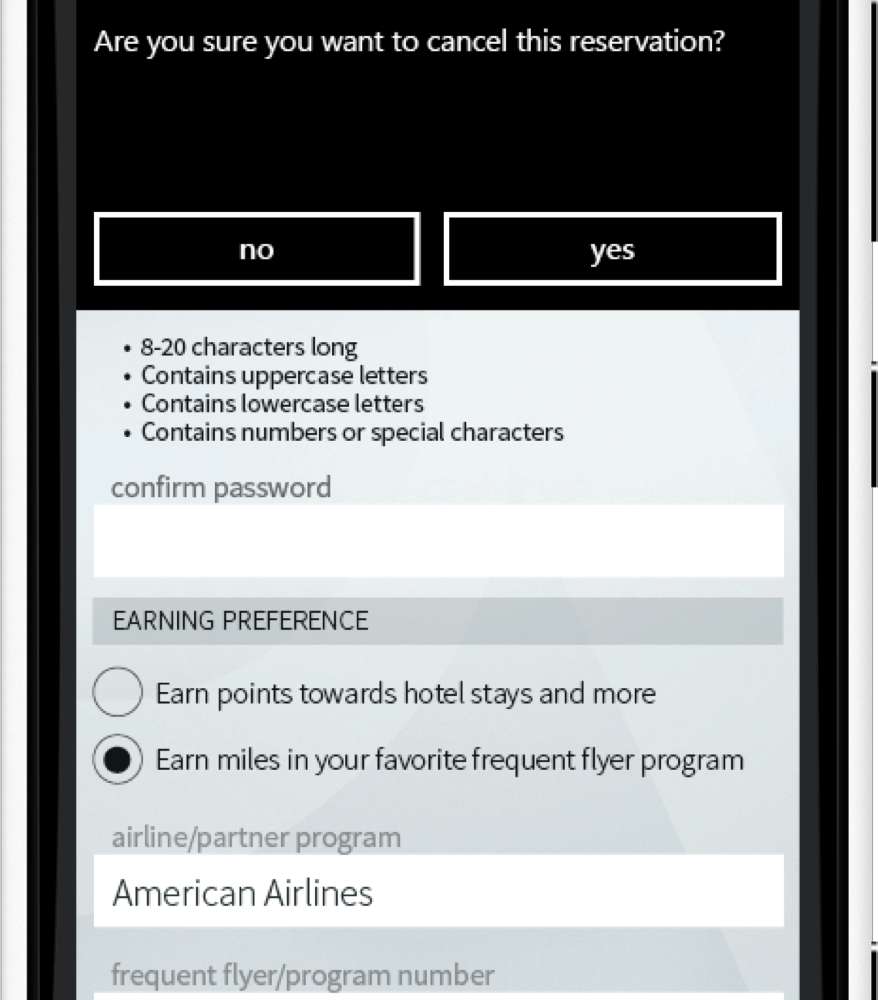 Are you sure you want to cancel this reservation?
no
yes
• 8-20 characters long
• Contains uppercase letters
• Contains lowercase letters
• Contains numbers or special characters
confirm password
EARNING PREFERENCE
Earn points towards hotel stays and more
Earn miles in your favorite frequent flyer program
airline/partner program
American Airlines
frequent flyer/program number